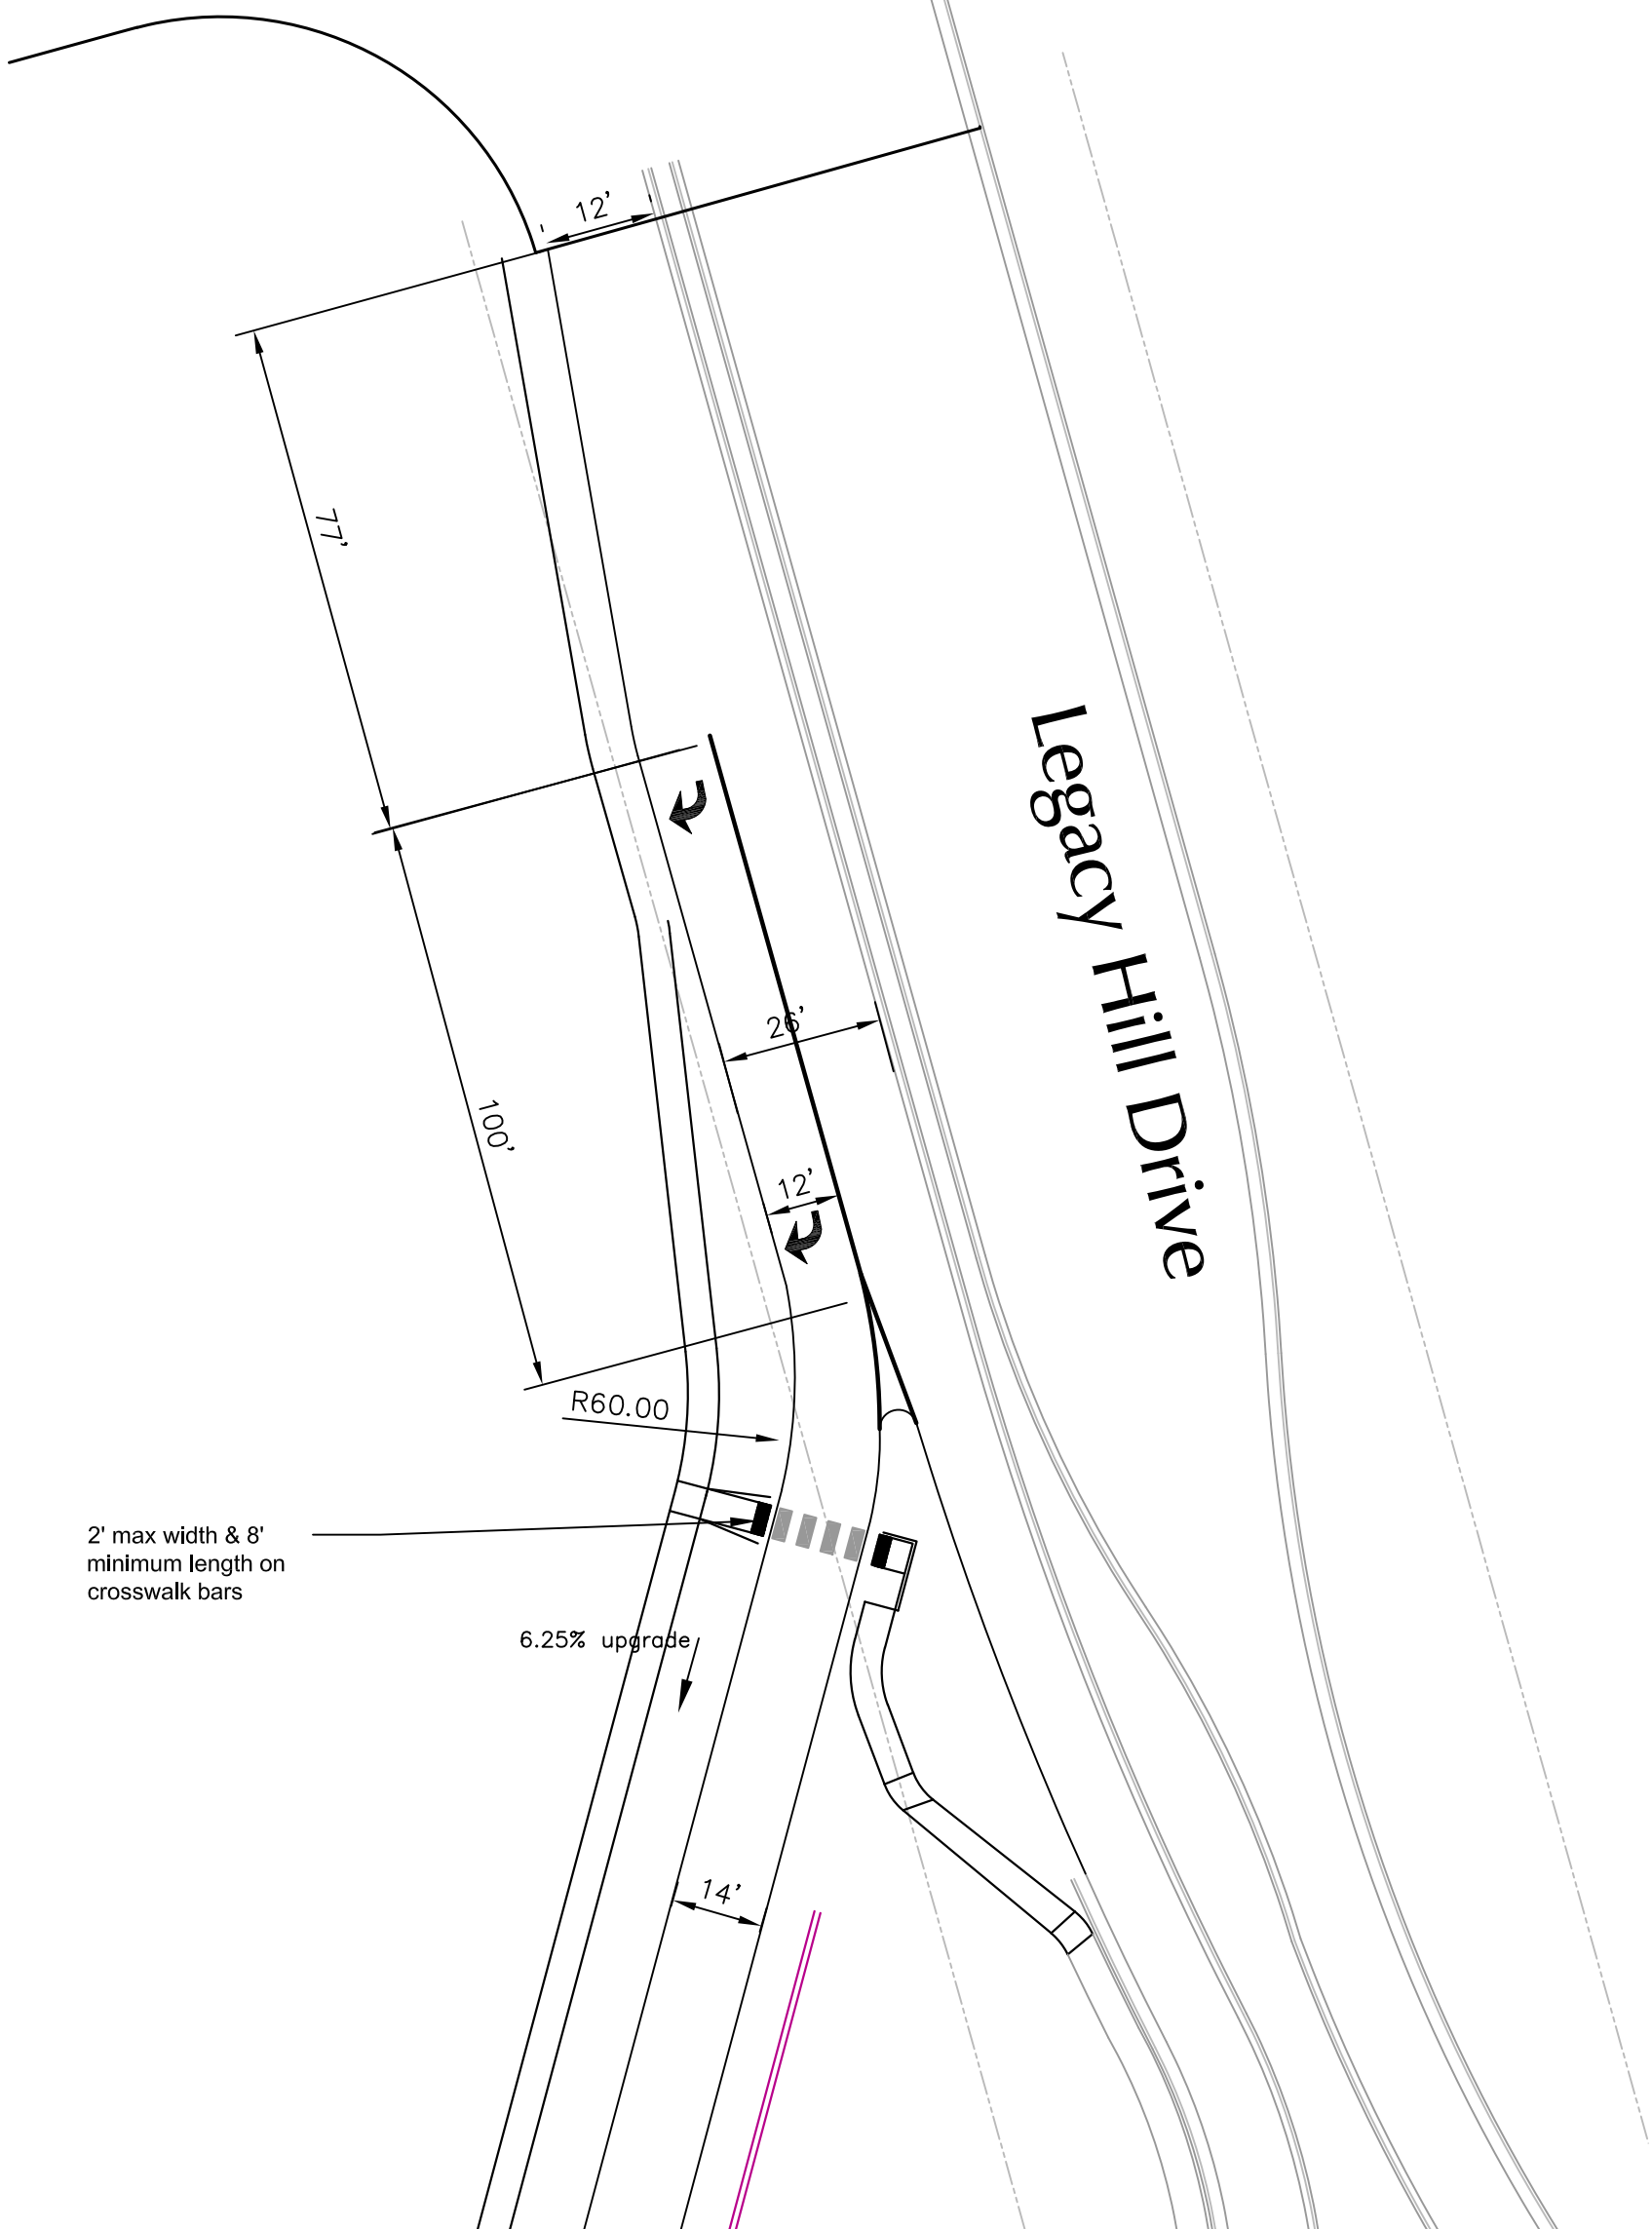 12'
77'
Legacy Hill Drive
26'
100'
12'
R60.00
2' max width & 8'
minimum length on
crosswalk bars
6.25% upgrade
14'